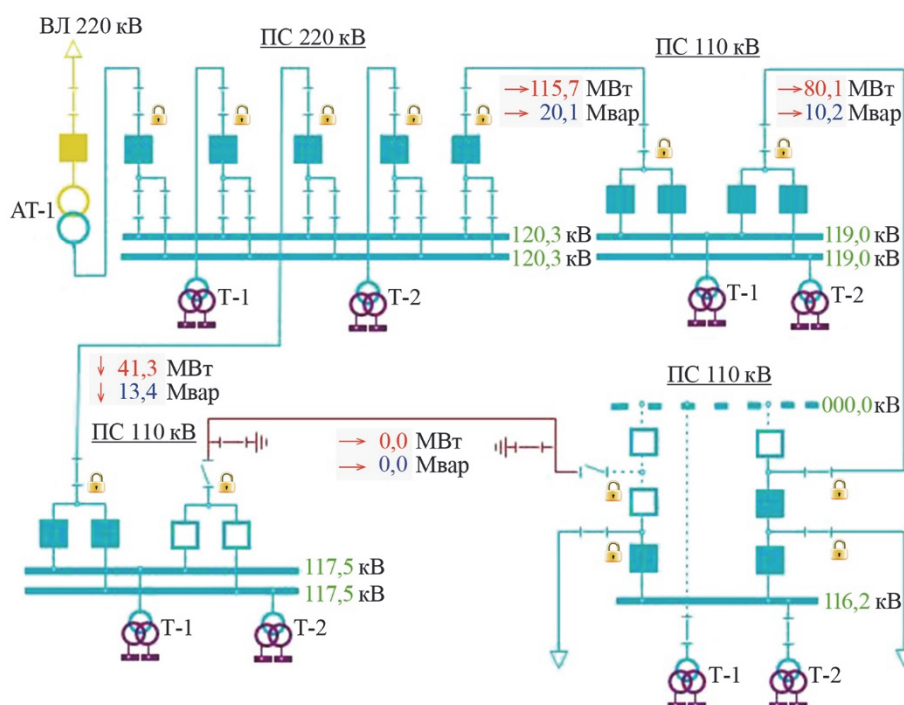 ВЛ 220 кВ
ПС 220 кВ
ПС 110 кВ
→115,7 МВт
→ 20,1 Мвар
→80,1 МВт
→10,2 Мвар
АТ-1
120,3 кВ
120,3 кВ
119,0 кВ
119,0 кВ
Т-1
Т-2
Т-1
Т-2
↓ 41,3 МВт
↓ 13,4 Мвар
ПС 110 кВ
000,0 кВ
ПС 110 кВ
→ 0,0 МВт
→ 0,0 Мвар
117,5 кВ
117,5 кВ
116,2 кВ
Т-1
Т-2
Т-1
Т-2